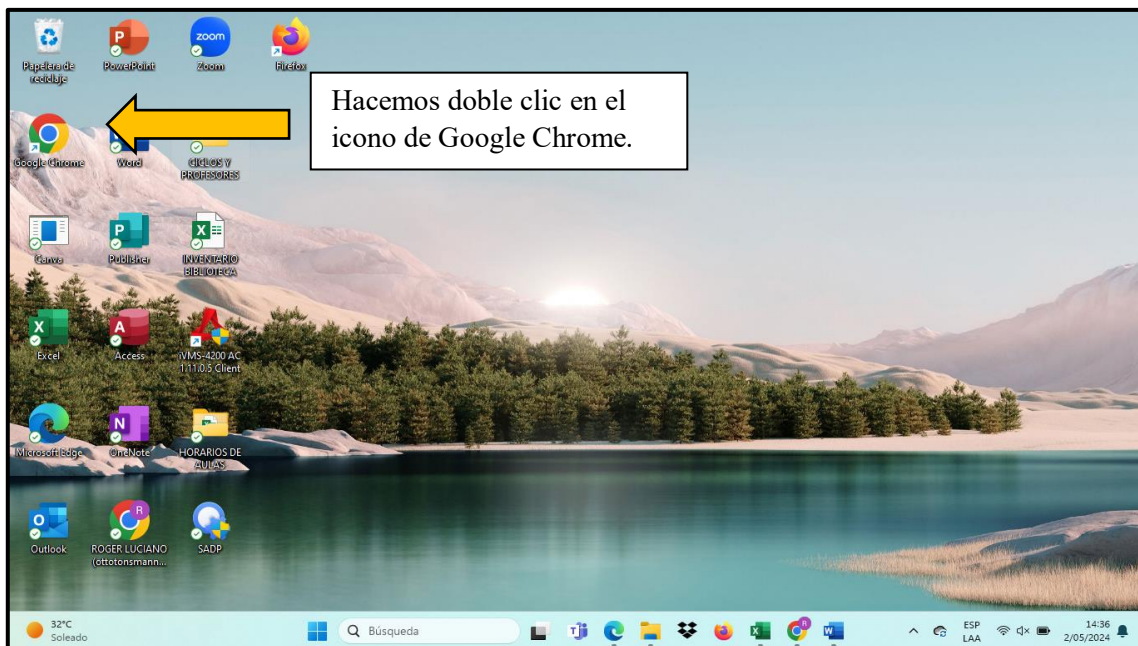 Papelera de
reciclaje
PowerPoint
zoom
Zoom
Firefox
Hacemos doble clic en el
icono de Google Chrome.
Google Chrome
Word
CICLOS Y
PROFESORES
Canva
Publisher
INVENTARIO
BIBLIOTECA
Excel
Access
iVMS-4200 AC
1.11.0.5 Client
Microsoft Edge
OneNote
HORARIOS DE
AULAS
Outlook
ROGER LUCIANO
(ottotonsmann...
SADP
32°C
Soleado
Búsqueda
ESP
LAA
14:36
2/05/2024